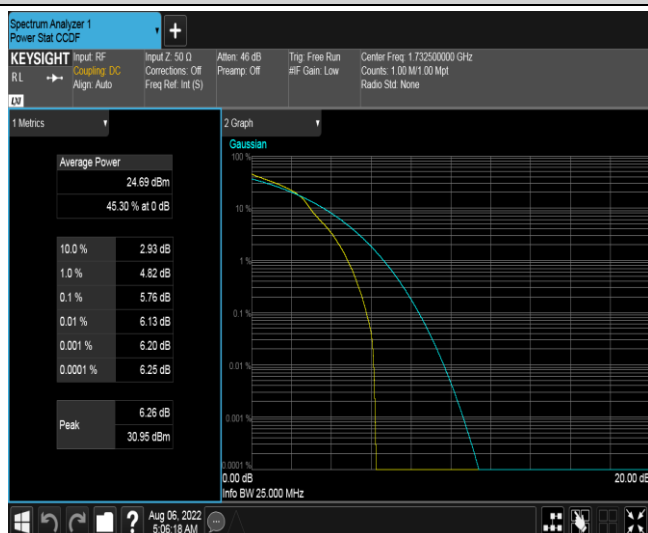 Spectrum Analyzer 1
Power Stat CCDF
+
KEYSIGHT
RL
LXI
Input: RF
Coupling: DC
Align: Auto
Input Z: 50 Ω
Corrections: Off
Freq Ref: Int (S)
Atten: 46 dB
Preamp: Off
Trig: Free Run
#IF Gain: Low
Center Freq: 1.732500000 GHz
Counts: 1.00 M/1.00 Mpt
Radio Std: None
1 Metrics
Average Power
24.69 dBm
45.30 % at 0 dB
10.0 % 2.93 dB
1.0 % 4.82 dB
0.1 % 5.76 dB
0.01 % 6.13 dB
0.001 % 6.20 dB
0.0001 % 6.25 dB
Peak 6.26 dB
30.95 dBm
2 Graph
Gaussian
100 %
10 %
1 %
0.1 %
0.01 %
0.001 %
0.0001 %
0.00 dB 20.00 dB
Info BW 25.000 MHz
?
Aug 06, 2022
5:06:18 AM